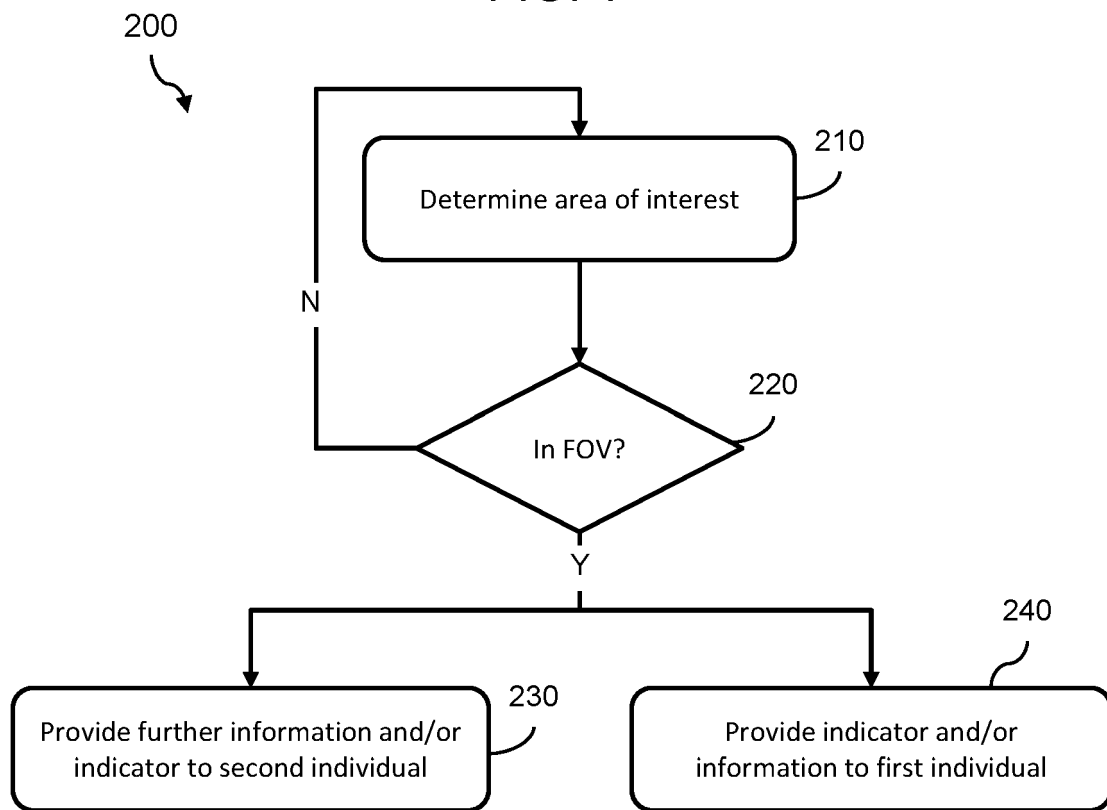 200
210
Determine area of interest
N
220
In FOV?
Y
240
230
Provide further information and/or
indicator to second individual
Provide indicator and/or
information to first individual